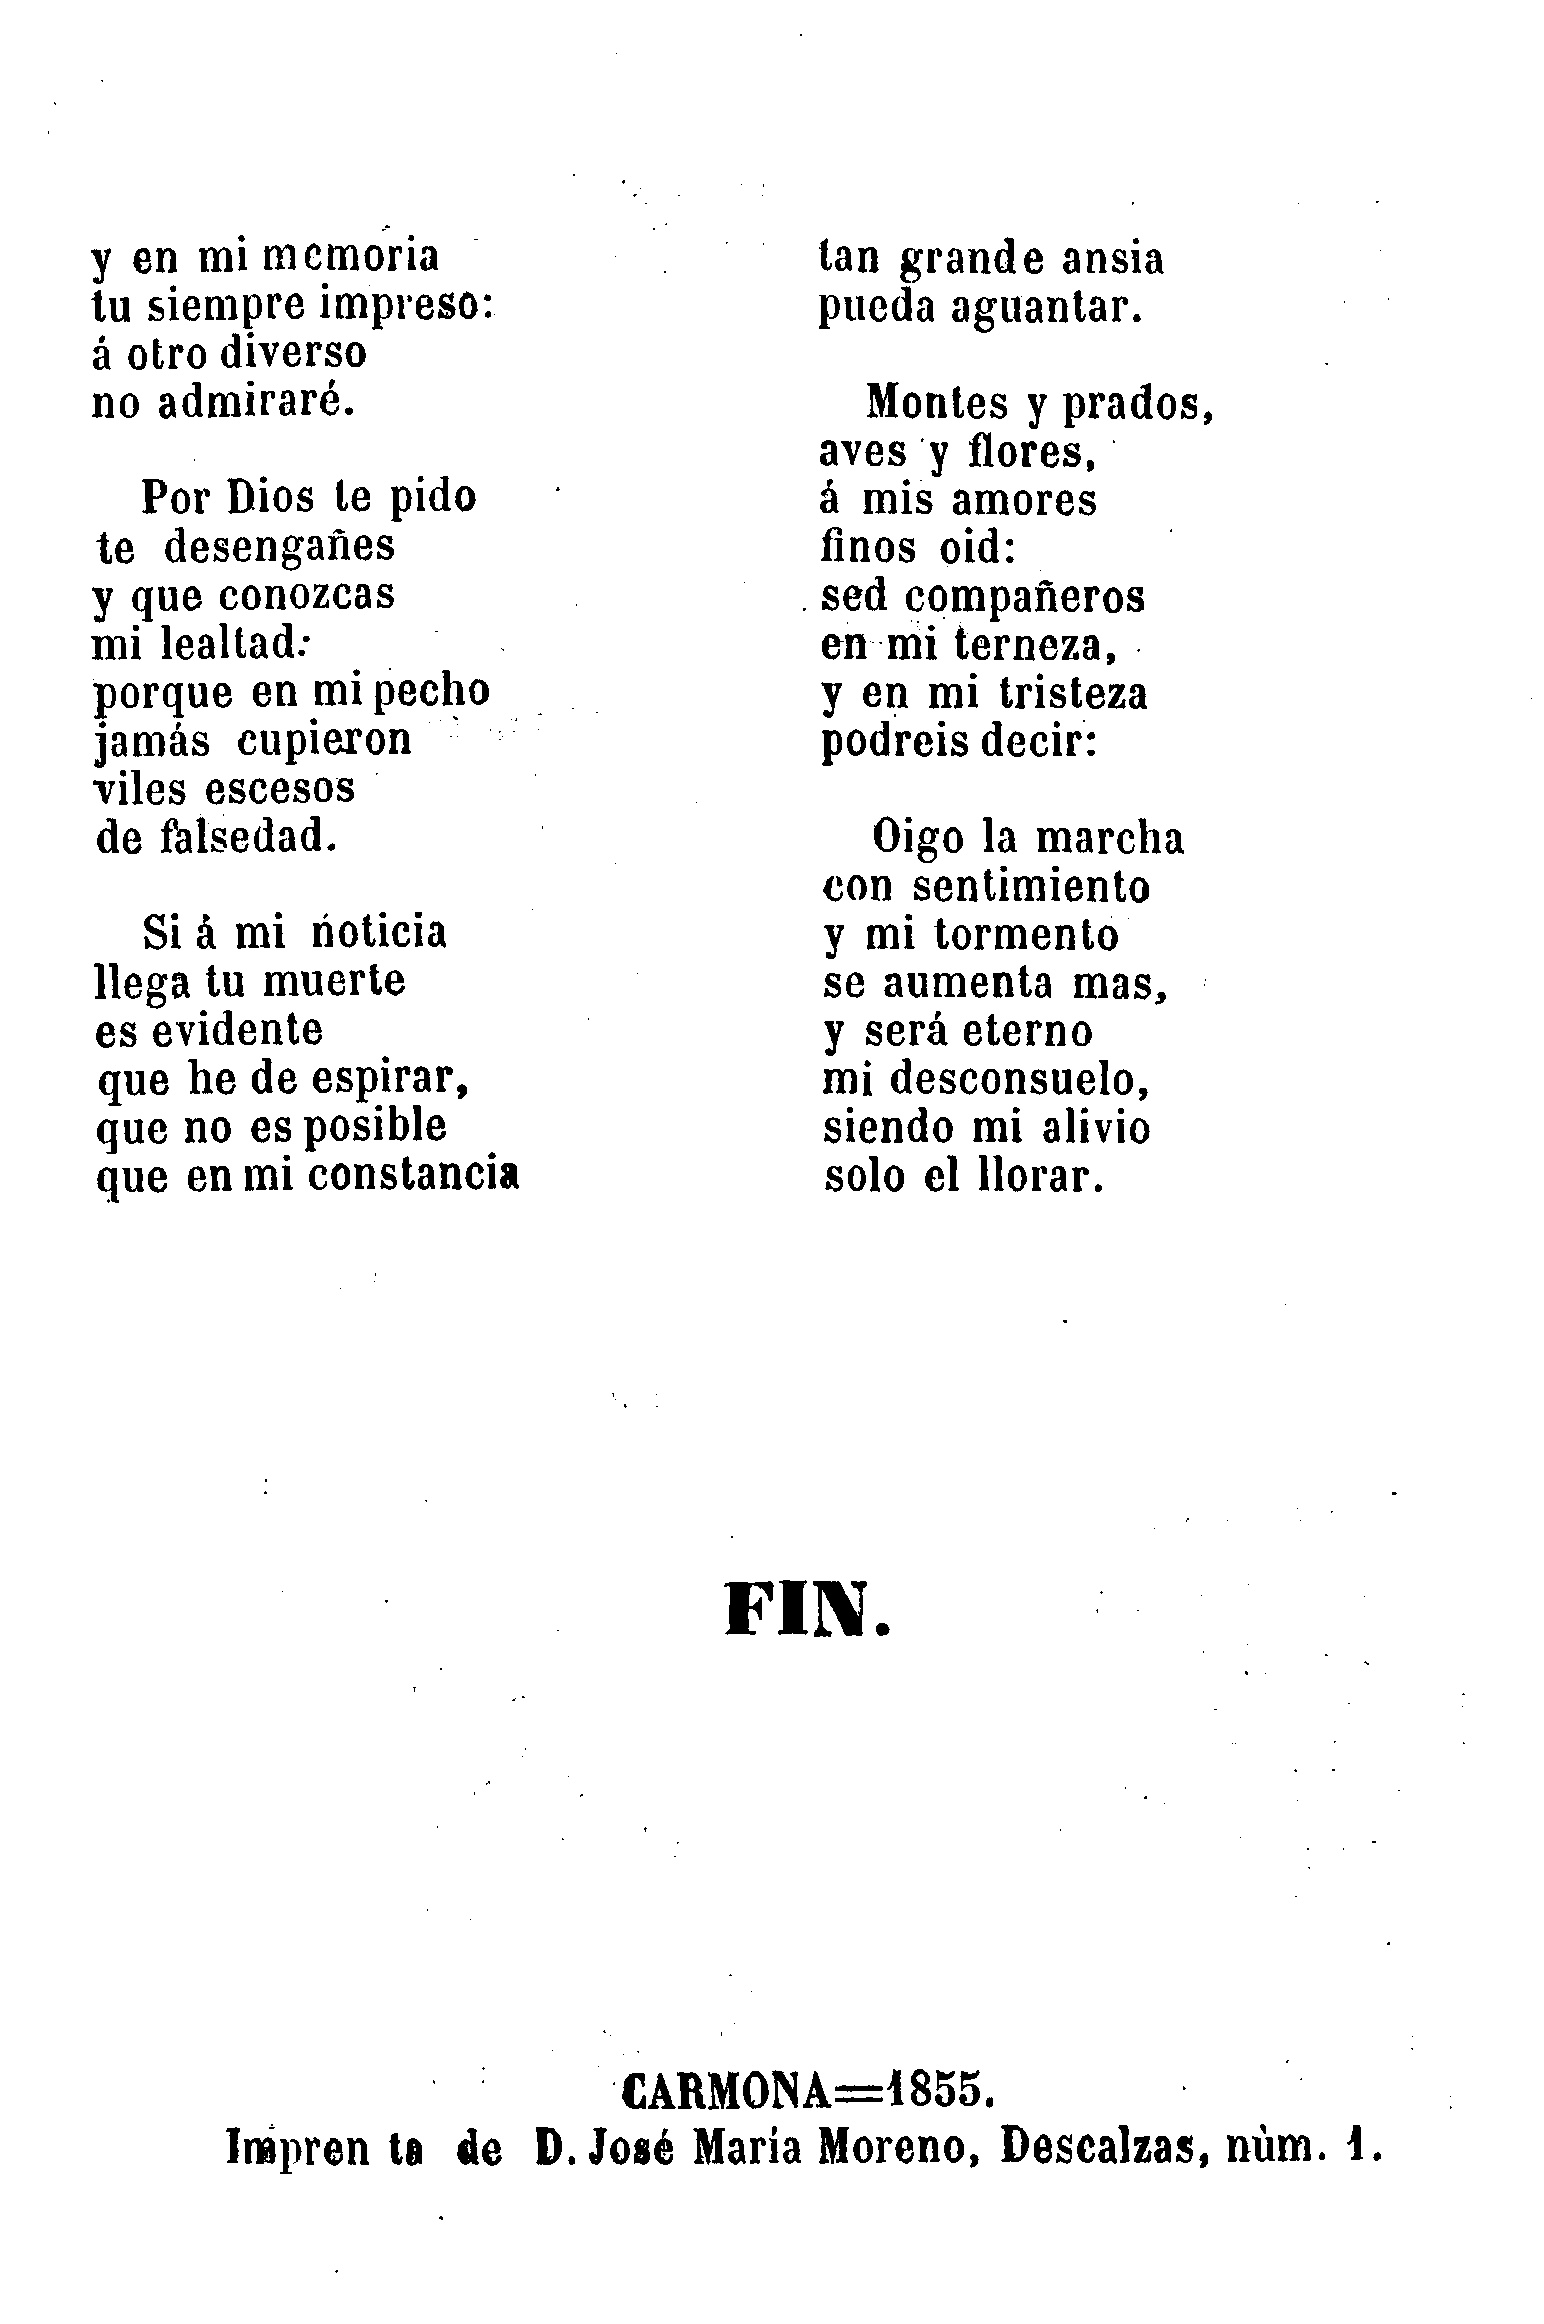 y en mi memoria
tu siempre impreso:
á otro diverso
no admiraré.
Por Dios te pido
te desengañes
y que conozcas
mi lealtad:
porque en mi pecho
jamás cupieron
viles escesos
de falsedad.
Si á mi noticia
llega tu muerte
es evidente
que he de espirar,
que no es posible
que en mi constancia
tan grande ansia
pueda aguantar.
Montes y prados,
aves y flores,
á mis amores
finos oid:
sed compañeros
en mi terneza,
y en mi tristeza
podreis decir:
Oigo la marcha
con sentimiento
y mi tormento
se aumenta mas,
y será eterno
mi desconsuelo,
siendo mi alivio
solo el llorar.
FIN.
CARMONA=1855.
Impren ta de D. José María Moreno, Descalzas, nùm. 1.